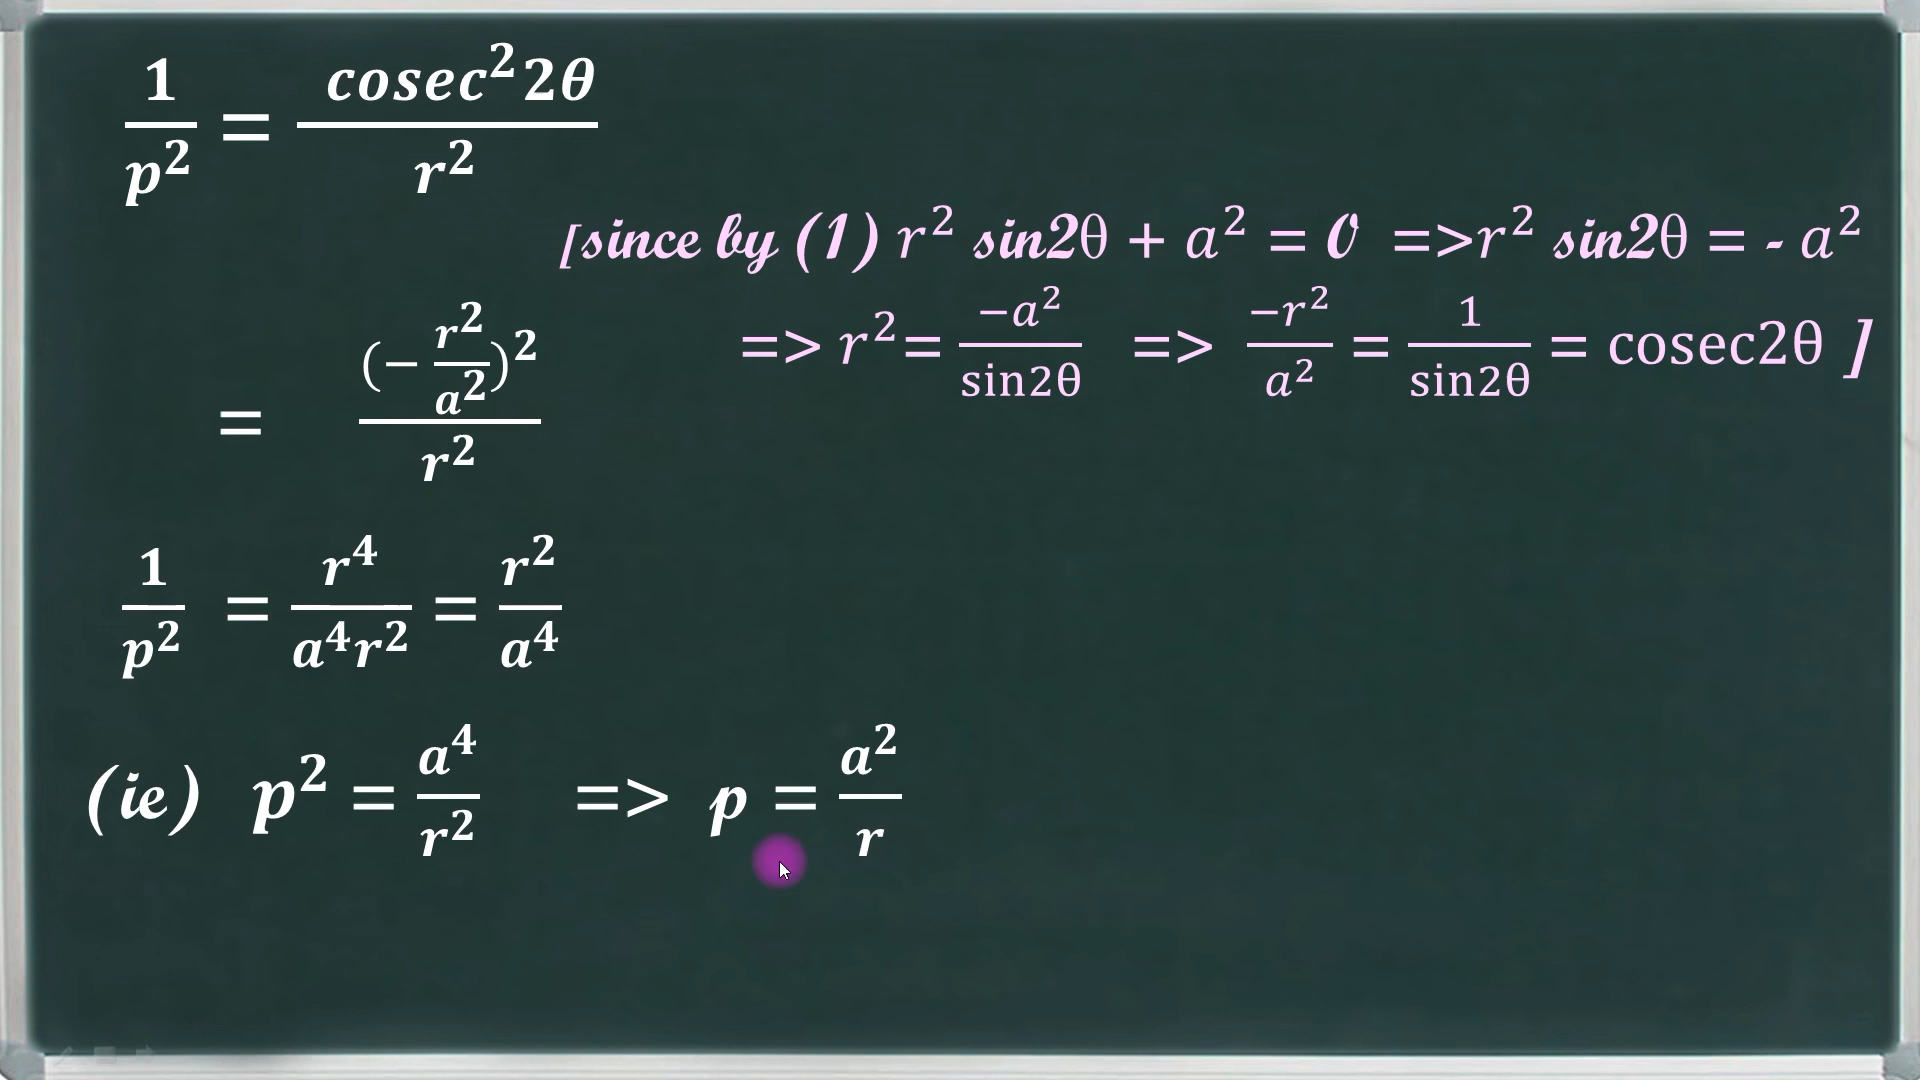 1/p² = cosec²2θ/r²
[since by (1) r² sin2θ + a² = 0 =>r² sin2θ = - a²
=> r²= −a²/sin2θ => −r²/a² = 1/sin2θ = cosec2θ ]
= (− r²/a²)²/r²
1/p² = r⁴/a⁴r² = r²/a⁴
(ie) p² = a⁴/r² => p = a²/r